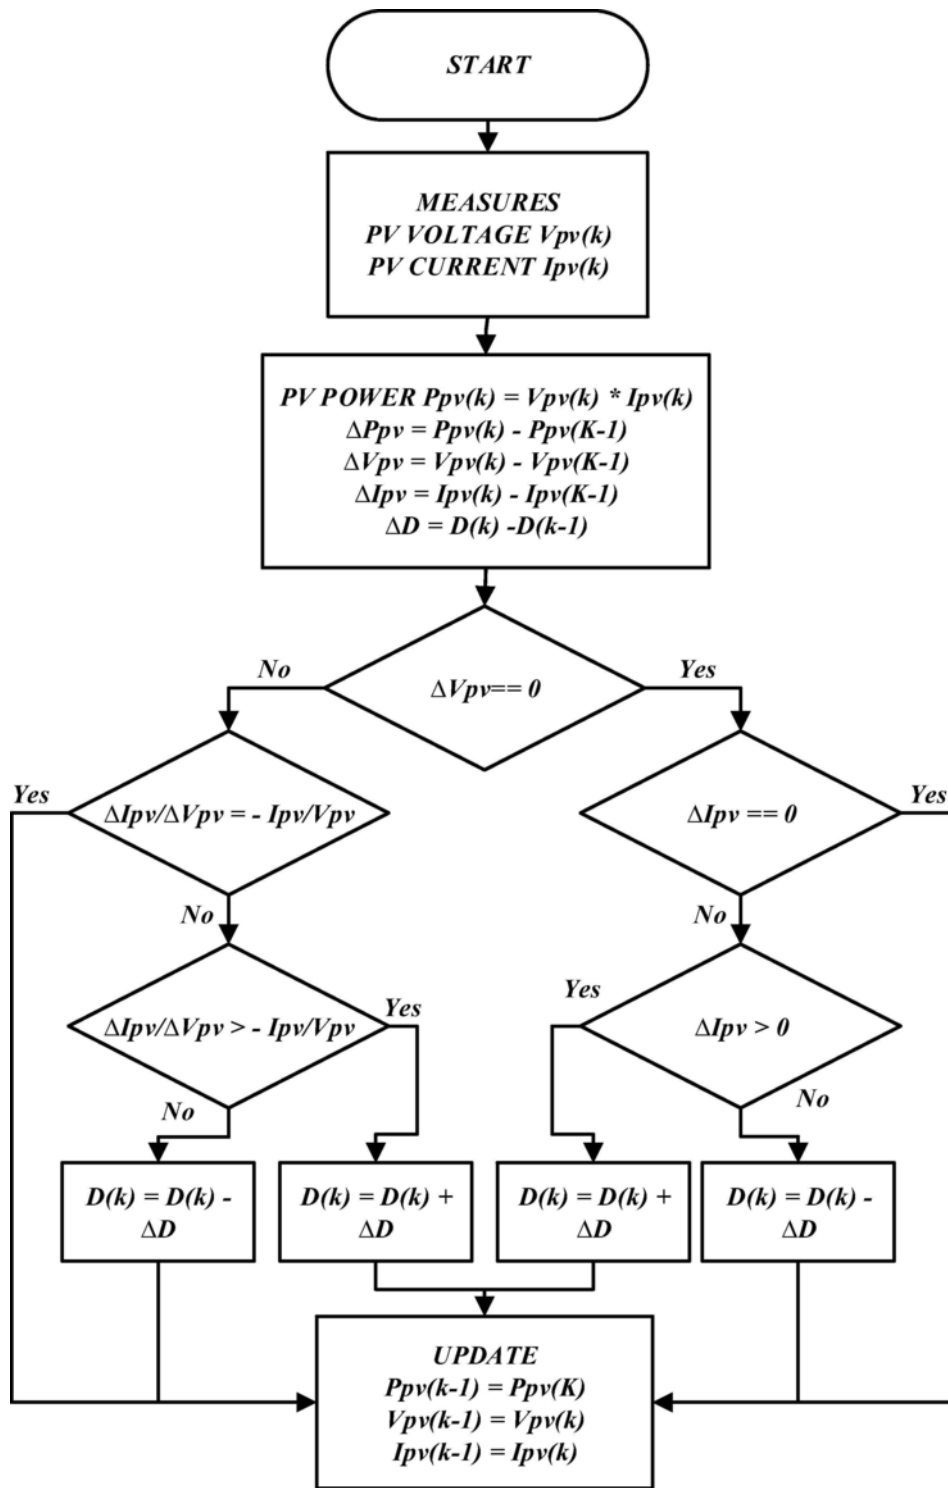 START
MEASURES
PV VOLTAGE Vpv(k)
PV CURRENT Ipv(k)
PV POWER Ppv(k) = Vpv(k) * Ipv(k)
ΔPpv = Ppv(k) - Ppv(K-1)
ΔVpv = Vpv(k) - Vpv(K-1)
ΔIpv = Ipv(k) - Ipv(K-1)
ΔD = D(k) -D(k-1)
No
Yes
ΔVpv== 0
Yes
Yes
ΔIpv/ΔVpv = - Ipv/Vpv
ΔIpv == 0
No
No
Yes
Yes
ΔIpv/ΔVpv > - Ipv/Vpv
ΔIpv > 0
No
No
D(k) = D(k) -
ΔD
D(k) = D(k) +
ΔD
D(k) = D(k) +
ΔD
D(k) = D(k) -
ΔD
UPDATE
Ppv(k-1) = Ppv(K)
Vpv(k-1) = Vpv(k)
Ipv(k-1) = Ipv(k)